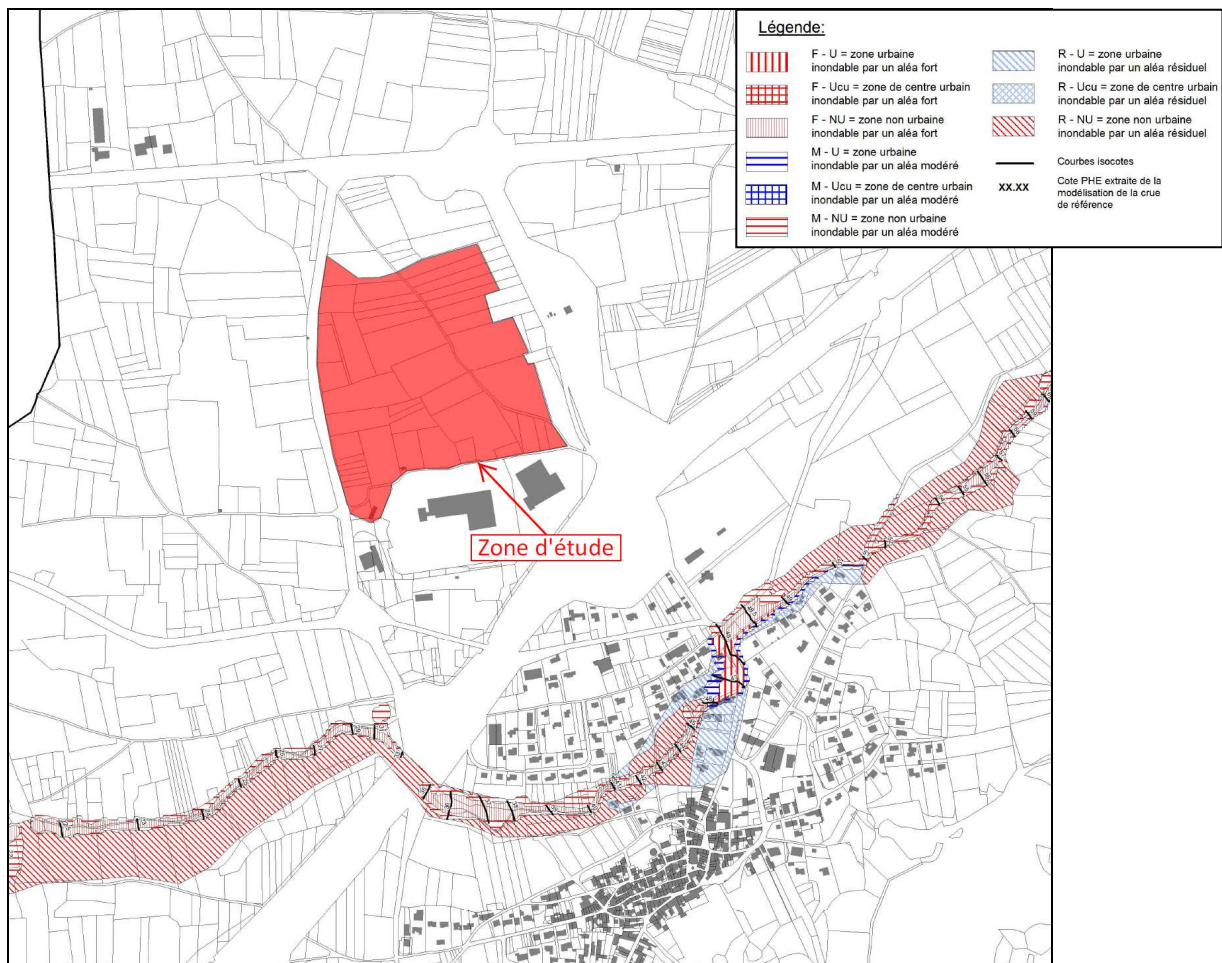 Légende:
F - U = zone urbaine
inondable par un aléa fort
F - Ucu = zone de centre urbain
inondable par un aléa fort
F - NU = zone non urbaine
inondable par un aléa fort
M - U = zone urbaine
inondable par un aléa modéré
M - Ucu = zone de centre urbain
inondable par un aléa modéré
M - NU = zone non urbaine
inondable par un aléa modéré
R - U = zone urbaine
inondable par un aléa résiduel
R - Ucu = zone de centre urbain
inondable par un aléa résiduel
R - NU = zone non urbaine
inondable par un aléa résiduel
Courbes isocotes
XX.XX
Cote PHE extraite de la
modélisation de la crue
de référence
Zone d'étude